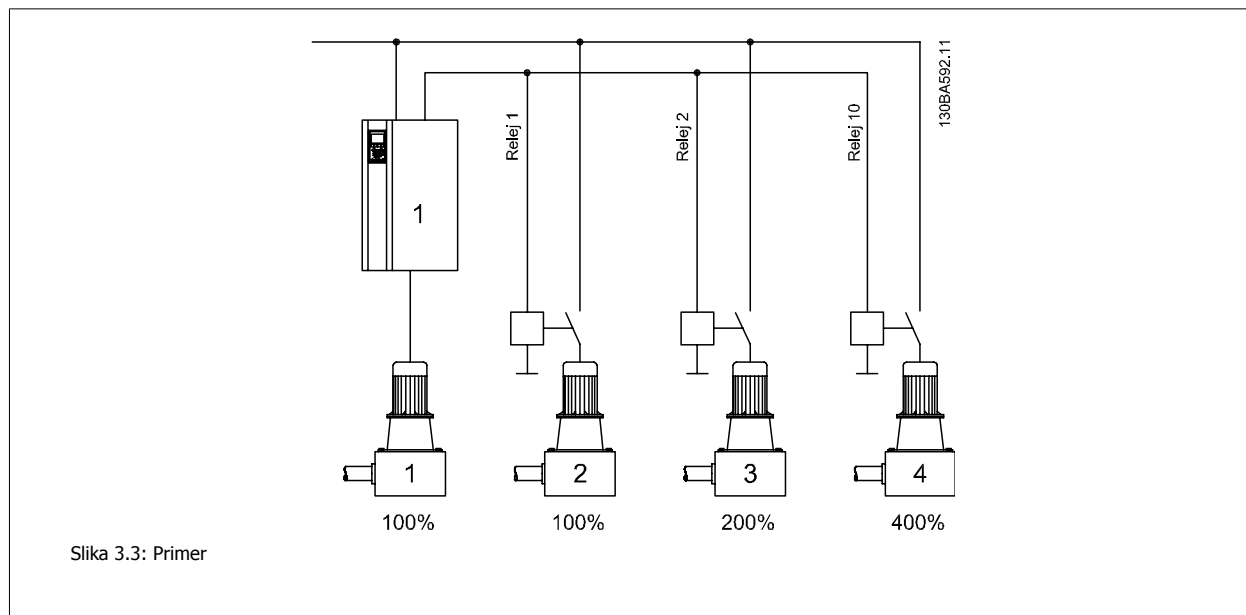 130BA592.11
Relej 1
Relej 2
Relej 10
1
1
2
3
4
100%
100%
200%
400%
Slika 3.3: Primer